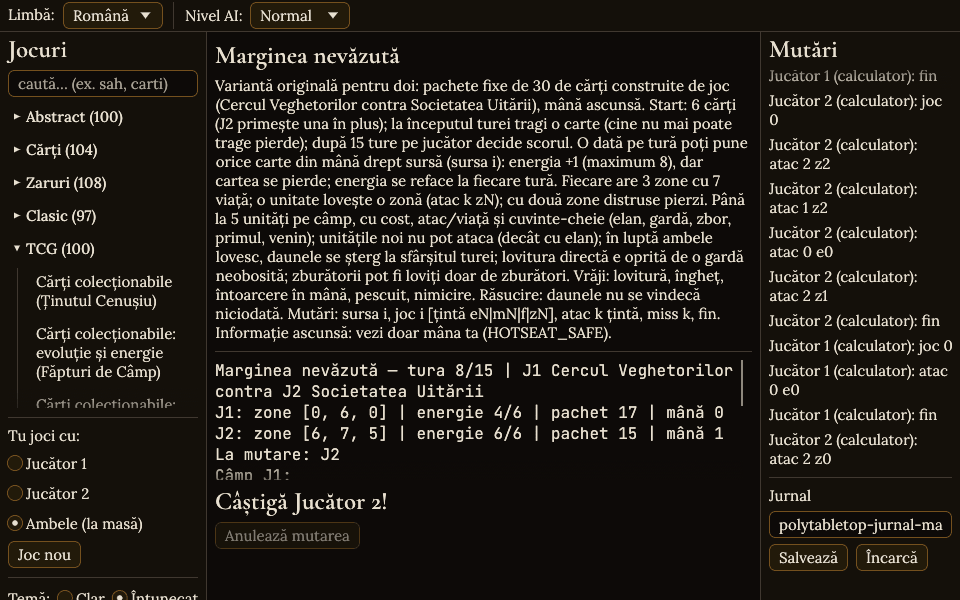 Limbă:
Română
Nivel AI:
Normal
Jocuri
caută... (ex. sah, carti)
Abstract (100)
Cărți (104)
Zaruri (108)
Clasic (97)
TCG (100)
Cărți colecționabile
(Ținutul Cenușiu)
Cărți colecționabile:
evoluție și energie
(Făpturi de Câmp)
Cărți colecționabile:
Tu joci cu:
Jucător 1
Jucător 2
Ambele (la masă)
Joc nou
Temă:
Clar
Întunecat
Marginea nevăzută
Variantă originală pentru doi: pachete fixe de 30 de cărți construite de joc
(Cercul Veghetorilor contra Societatea Uitării), mână ascunsă. Start: 6 cărți
(J2 primește una în plus); la începutul turei tragi o carte (cine nu mai poate
trage pierde); după 15 ture pe jucător decide scorul. O dată pe tură poți pune
orice carte din mână drept sursă (sursa i): energia +1 (maximum 8), dar
cartea se pierde; energia se reface la fiecare tură. Fiecare are 3 zone cu 7
viață; o unitate lovește o zonă (atac k zN); cu două zone distruse pierzi. Până
la 5 unități pe câmp, cu cost, atac/viață și cuvinte-cheie (elan, gardă, zbor,
primul, venin); unitățile noi nu pot ataca (decât cu elan); în luptă ambele
lovesc, daunele se șterg la sfârșitul turei; lovitura directă e oprită de o gardă
neobosită; zburătorii pot fi loviți doar de zburători. Vrăji: lovitură, îngheț,
întoarcere în mână, pescuit, nimicire. Răsucire: daunele nu se vindecă
niciodată. Mutări: sursa i, joc i [țintă eN|mN|f|zN], atac k țintă, miss k, fin.
Informație ascunsă: vezi doar mâna ta (HOTSEAT_SAFE).
Marginea nevăzută — tura 8/15 | J1 Cercul Veghetorilor
contra J2 Societatea Uitării
J1: zone [0, 6, 0] | energie 4/6 | pachet 17 | mână 0
J2: zone [6, 7, 5] | energie 6/6 | pachet 15 | mână 1
La mutare: J2
Câmp J1:
Câștigă Jucător 2!
Anulează mutarea
Mutări
Jucător 1 (calculator): fin
Jucător 2 (calculator): joc
0
Jucător 2 (calculator):
atac 2 z2
Jucător 2 (calculator):
atac 1 z2
Jucător 2 (calculator):
atac 0 e0
Jucător 2 (calculator):
atac 2 z1
Jucător 2 (calculator): fin
Jucător 1 (calculator): joc 0
Jucător 1 (calculator): atac
0 e0
Jucător 1 (calculator): fin
Jucător 2 (calculator):
atac 2 z0
Jurnal
polytabletop-jurnal-ma
Salvează
Încarcă